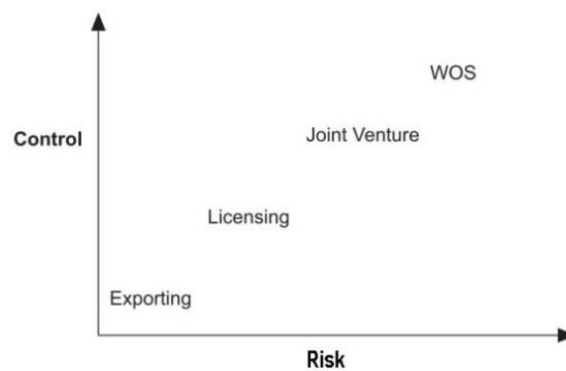 WOS
Joint Venture
Control
Licensing
Exporting
Risk